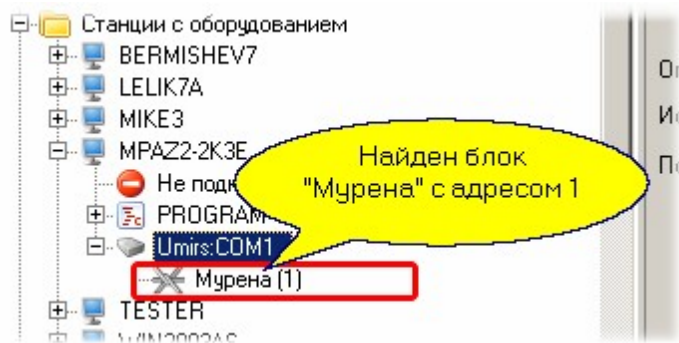 Станции с оборудованием
BERMISHEV7
LELIK7A
MIKE3
MPAZ2-2K3E
Найден блок
"Мурена" с адресом 1
Не
PROGRAM
Umirs:COM1
Мурена (1)
TESTER